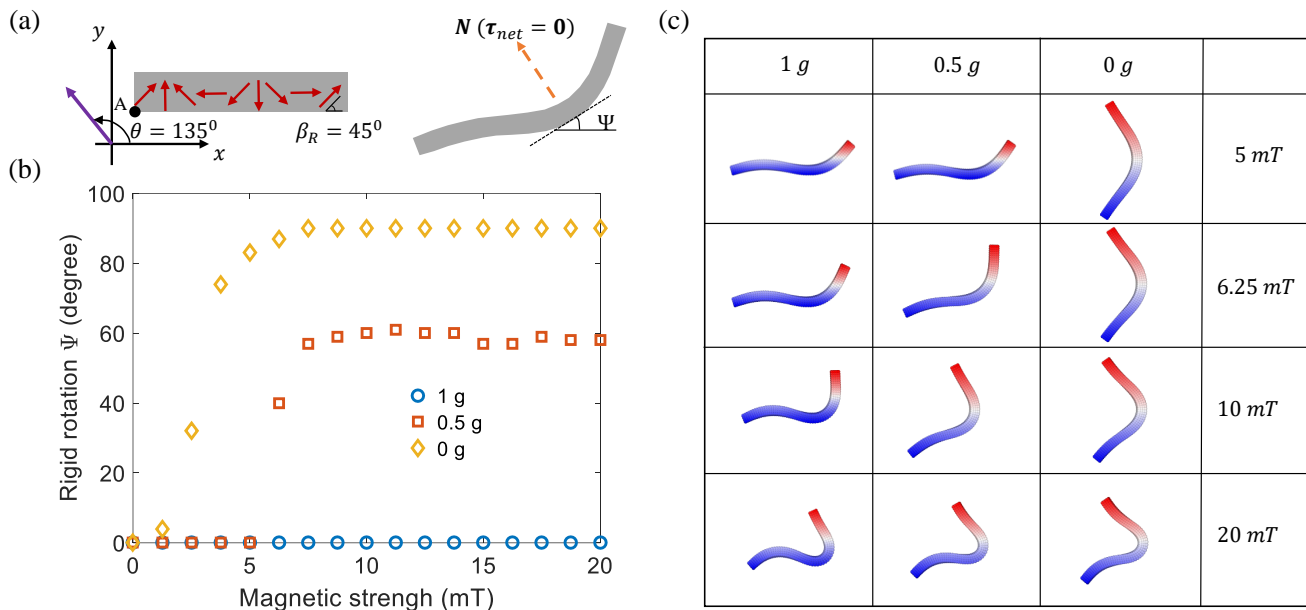 (a)
y
A
θ = 135⁰
x
β_R = 45⁰
N (τ_net = 0)
Ψ
(b)
100
80
60
40
20
0
Rigid rotation Ψ (degree)
1 g
0.5 g
0 g
0 5 10 15 20
Magnetic strengh (mT)
(c)
1 g 0.5 g 0 g
5 mT
6.25 mT
10 mT
20 mT